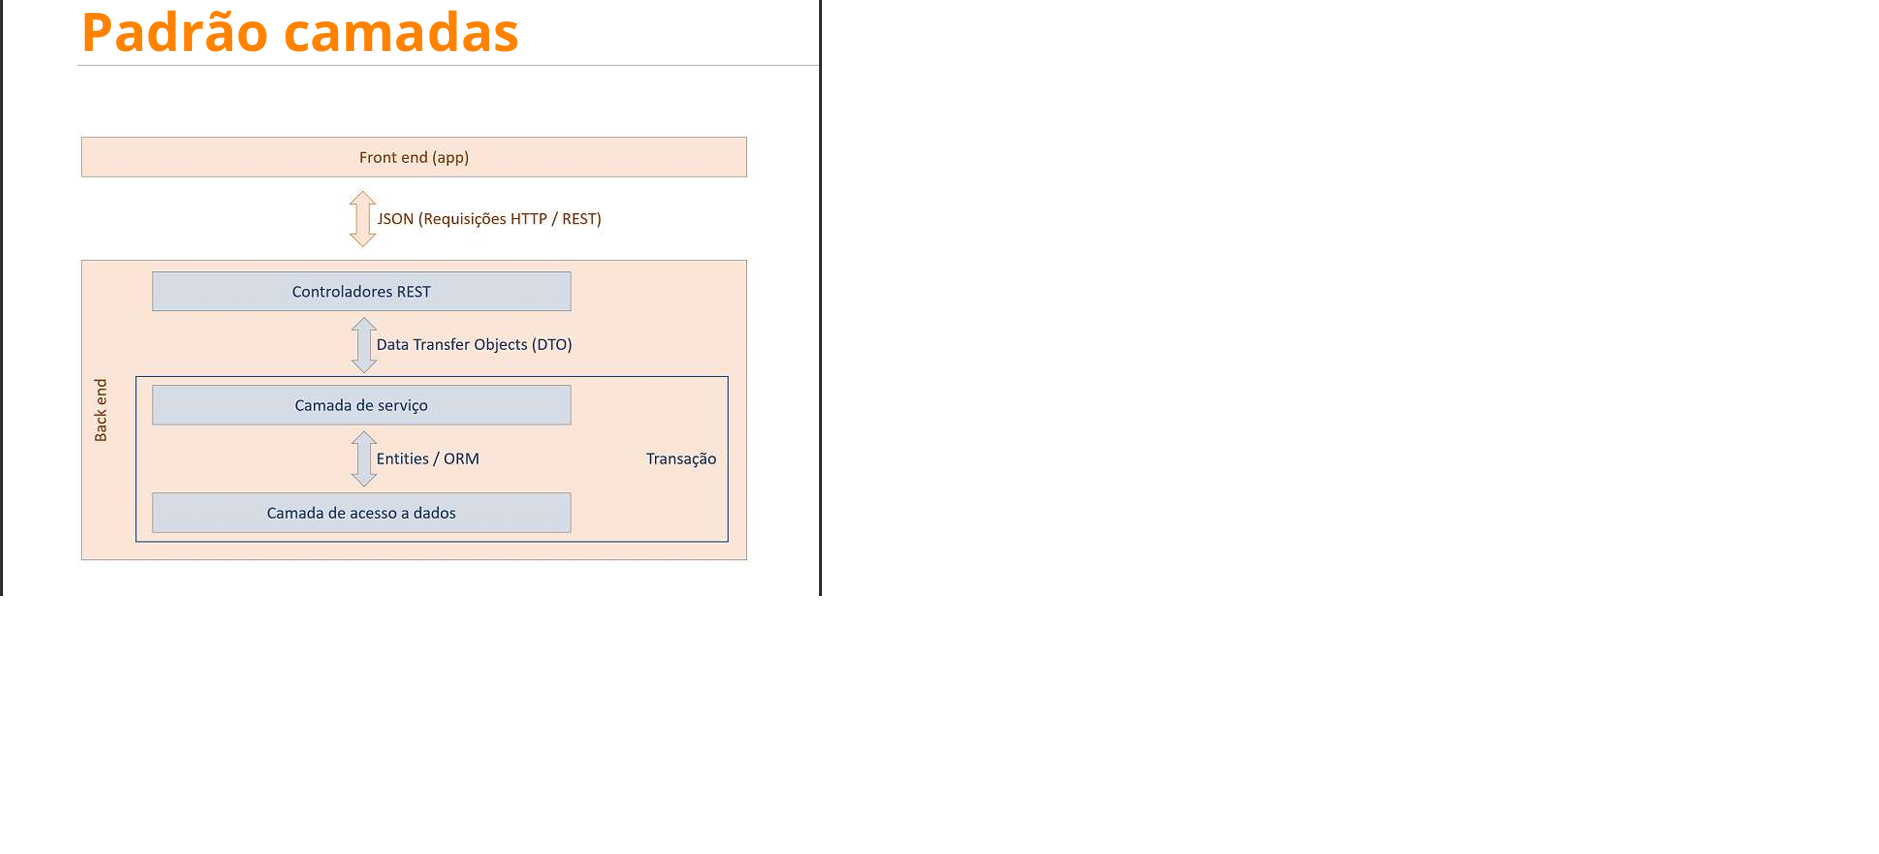 Padrão camadas
Front end (app)
JSON (Requisições HTTP / REST)
Controladores REST
Data Transfer Objects (DTO)
Back end
Camada de serviço
Entities / ORM
Transação
Camada de acesso a dados